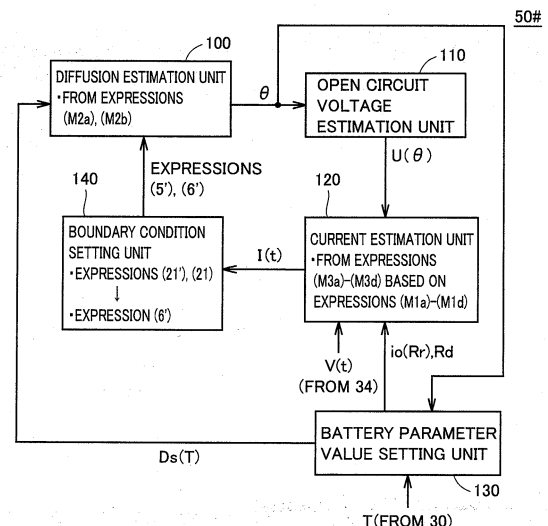 50#
100
DIFFUSION ESTIMATION UNIT
・FROM EXPRESSIONS
(M2a), (M2b)
θ
110
OPEN CIRCUIT
VOLTAGE
ESTIMATION UNIT
U(θ)
EXPRESSIONS
(5'), (6')
140
BOUNDARY CONDITION
SETTING UNIT
・EXPRESSIONS (21'), (21)
↓
・EXPRESSION (6')
I(t)
120
CURRENT ESTIMATION UNIT
・FROM EXPRESSIONS
(M3a)-(M3d) BASED ON
EXPRESSIONS (M1a)-(M1d)
V(t)
(FROM 34)
io(Rr),Rd
BATTERY PARAMETER
VALUE SETTING UNIT
130
Ds(T)
T(FROM 30)